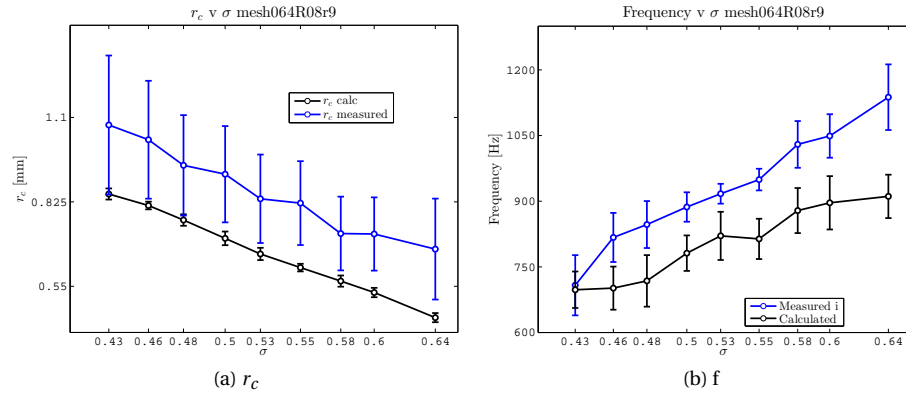 r_c v σ mesh064R08r9
1.1
0.825
0.55
r_c [mm]
r_c calc
r_c measured
0.43 0.46 0.48 0.5 0.53 0.55 0.58 0.6 0.64
σ
(a) r_c
Frequency v σ mesh064R08r9
1200
1050
900
750
600
Frequency [Hz]
Measured i
Calculated
0.43 0.46 0.48 0.5 0.53 0.55 0.58 0.6 0.64
σ
(b) f